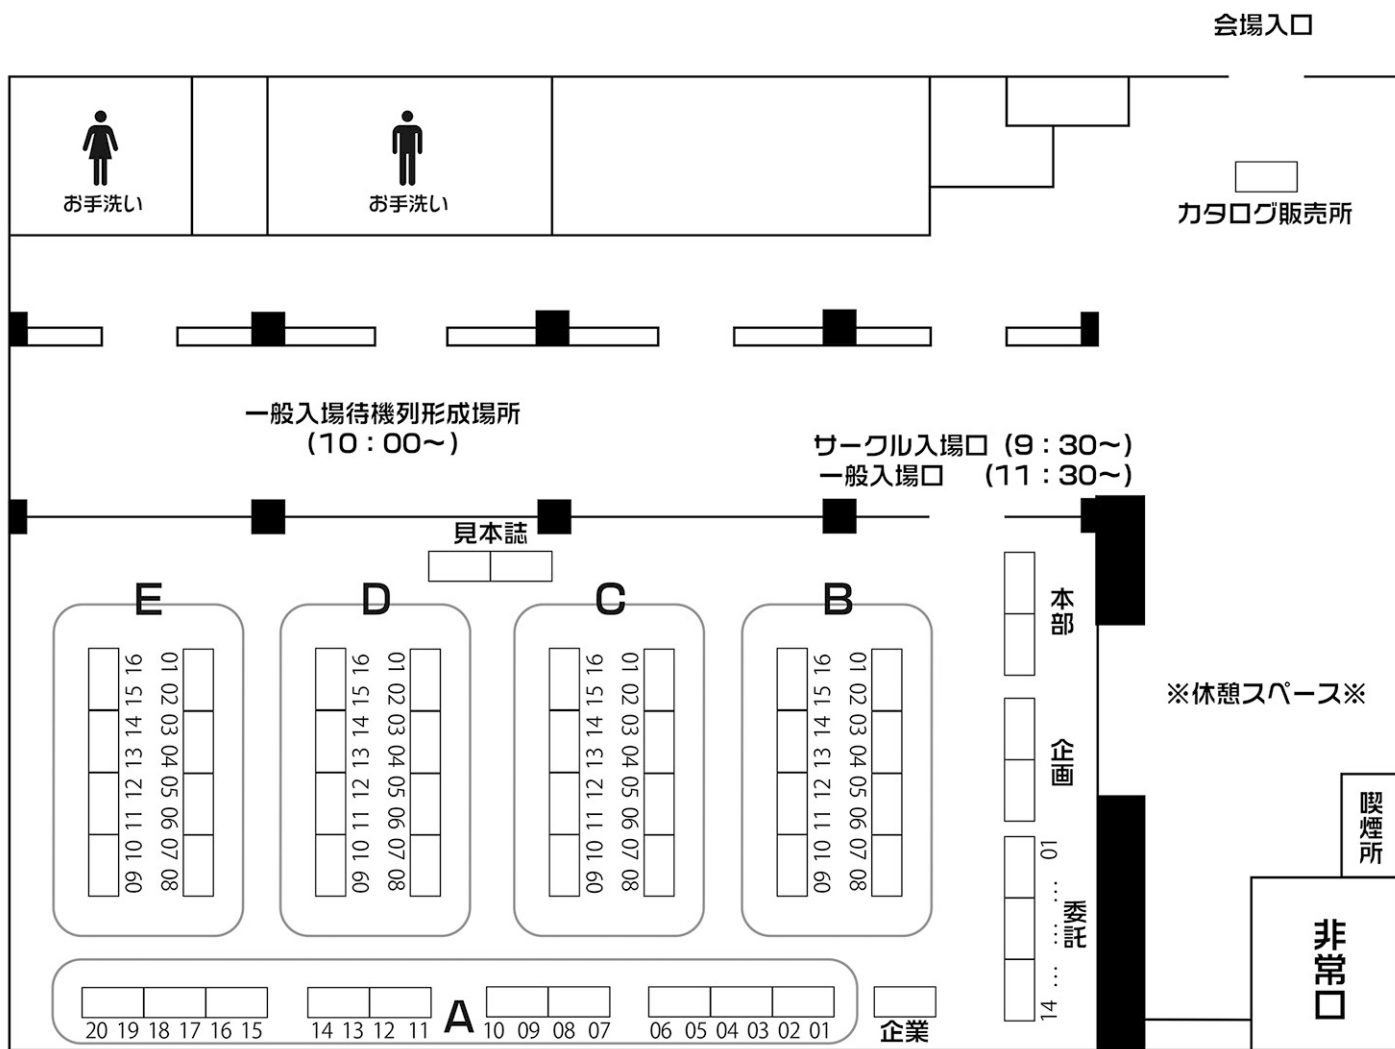 会場入口
お手洗い
お手洗い
カタログ販売所
一般入場待機列形成場所
(10：00～)
サークル入場口 (9：30～)
一般入場口 (11：30～)
見本誌
E
D
C
B
16 15 14 13 12 11 10 09
01 02 03 04 05 06 07 08
16 15 14 13 12 11 10 09
01 02 03 04 05 06 07 08
16 15 14 13 12 11 10 09
01 02 03 04 05 06 07 08
16 15 14 13 12 11 10 09
01 02 03 04 05 06 07 08
本部
企画
01 … … … 14
委託
※休憩スペース※
喫煙所
非常口
A
20 19 18 17 16 15 14 13 12 11 10 09 08 07 06 05 04 03 02 01
企業